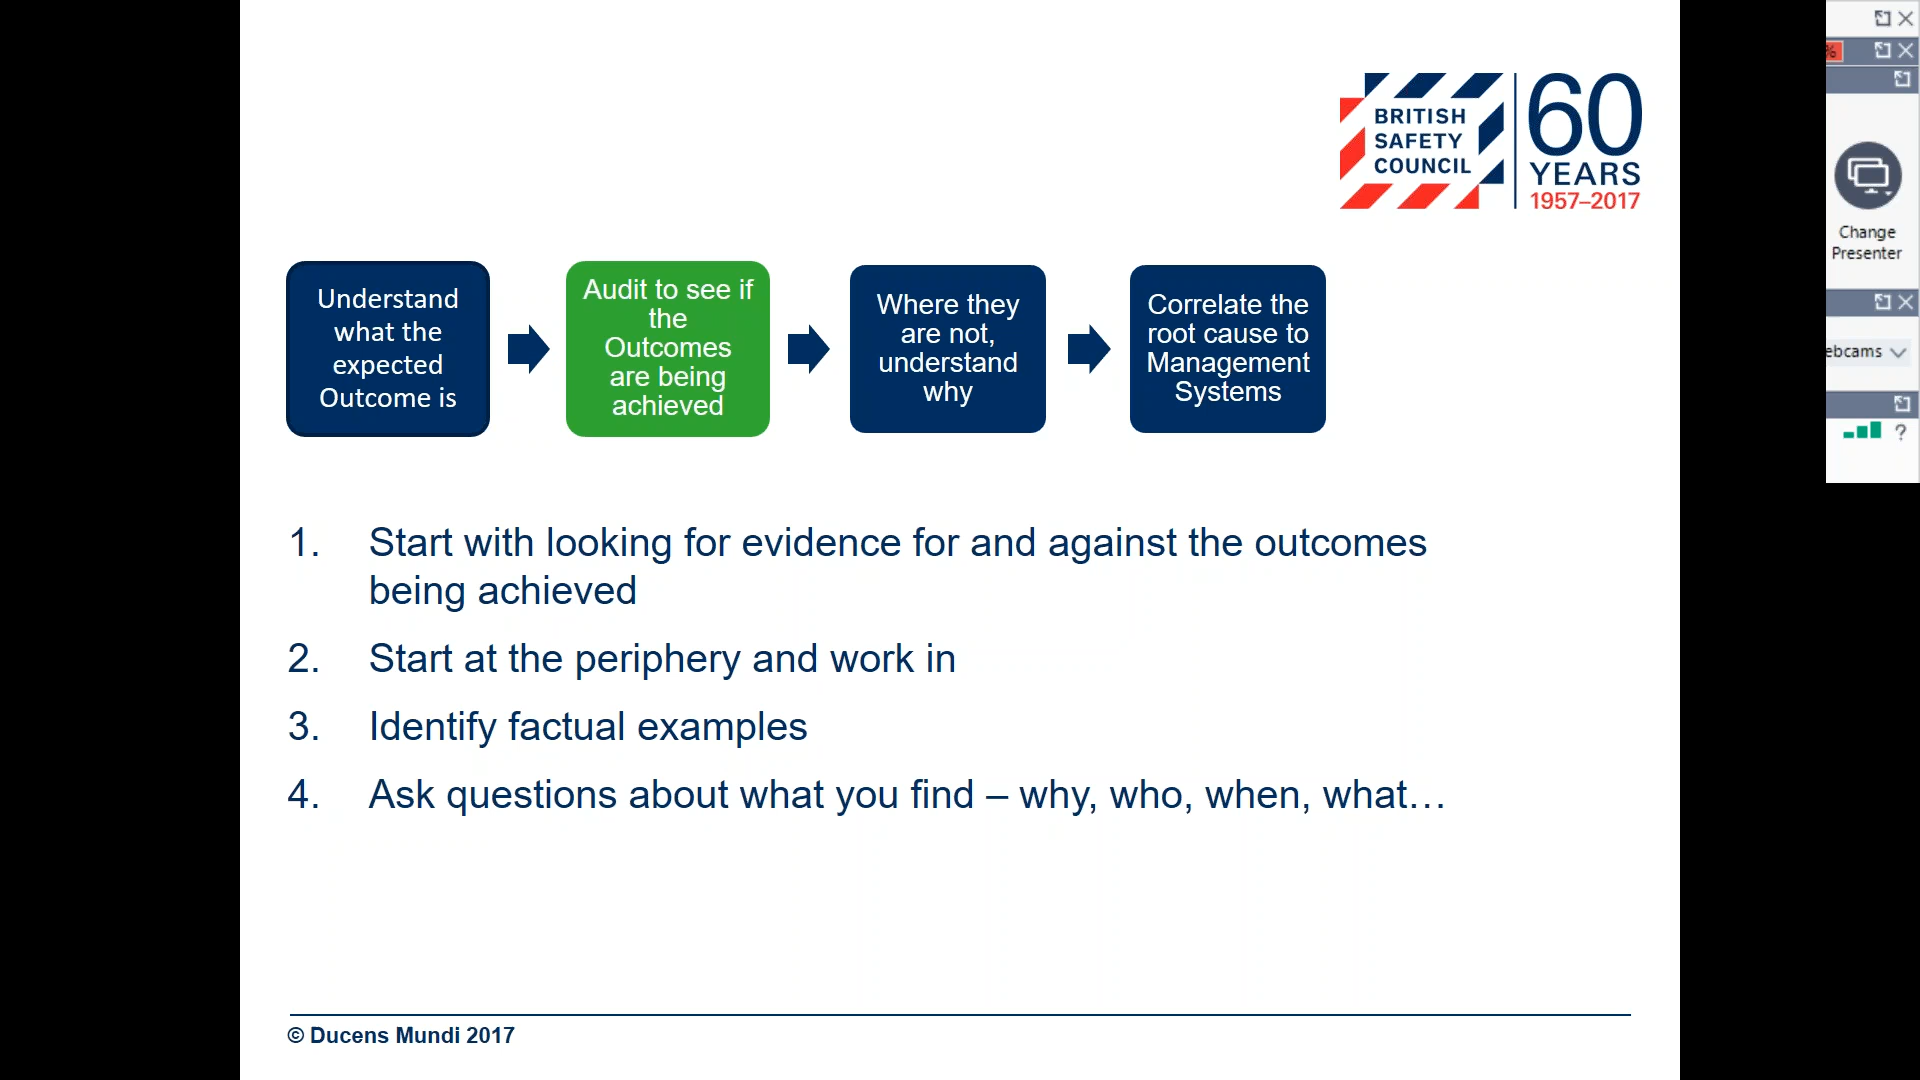 BRITISH
SAFETY
COUNCIL
60
YEARS
1957–2017
Understand
what the
expected
Outcome is
Audit to see if
the
Outcomes
are being
achieved
Where they
are not,
understand
why
Correlate the
root cause to
Management
Systems
1. Start with looking for evidence for and against the outcomes
being achieved
2. Start at the periphery and work in
3. Identify factual examples
4. Ask questions about what you find – why, who, when, what…
© Ducens Mundi 2017
%
Change
Presenter
ebcams
?